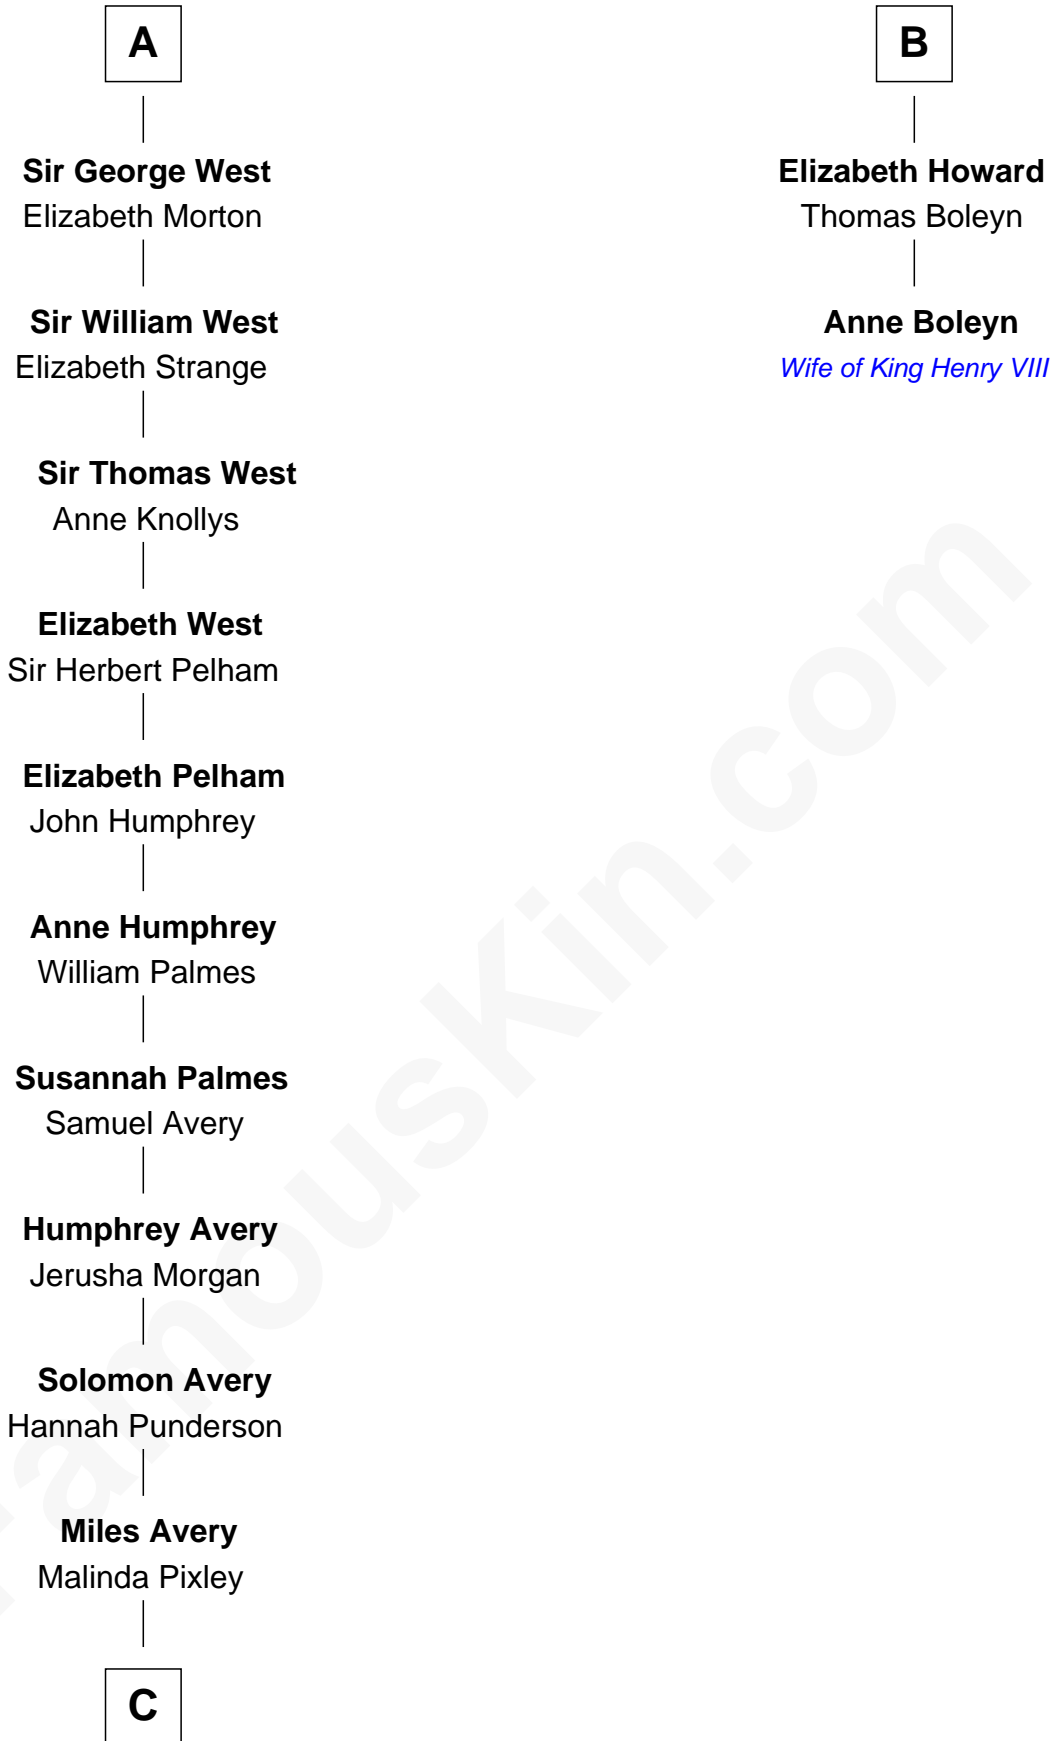 A
Sir George West
Elizabeth Morton
Sir William West
Elizabeth Strange
Sir Thomas West
Anne Knollys
Elizabeth West
Sir Herbert Pelham
Elizabeth Pelham
John Humphrey
Anne Humphrey
William Palmes
Susannah Palmes
Samuel Avery
Humphrey Avery
Jerusha Morgan
Solomon Avery
Hannah Punderson
Miles Avery
Malinda Pixley
C
B
Elizabeth Howard
Thomas Boleyn
Anne Boleyn
Wife of King Henry VIII
FamousKin.com